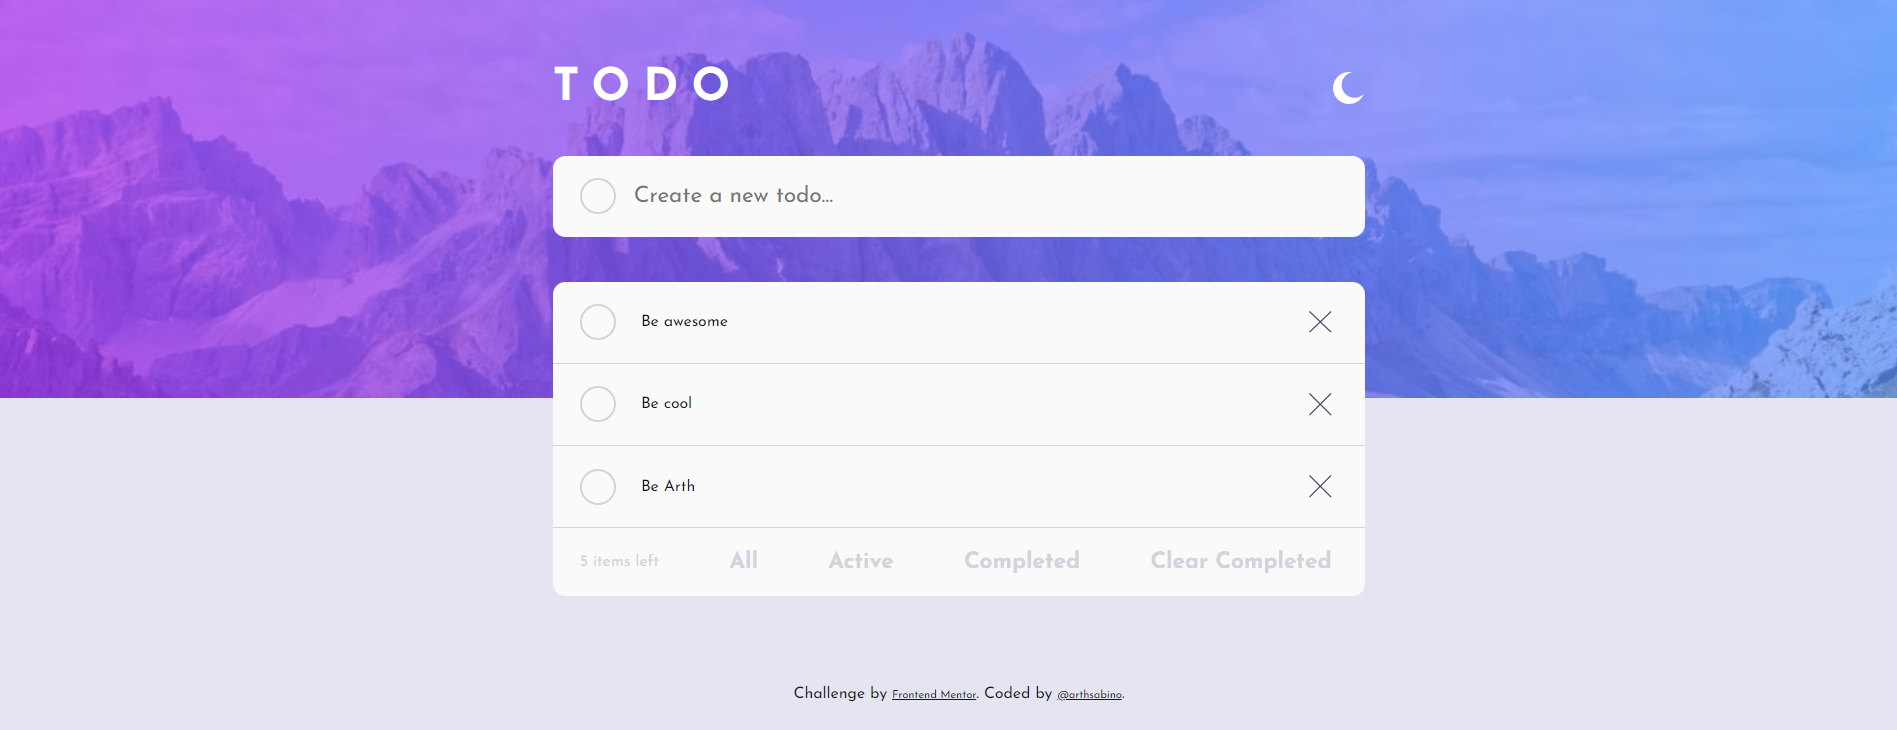 TODO
Create a new todo...
Be awesome
Be cool
Be Arth
5 items left All Active Completed Clear Completed
Challenge by Frontend Mentor. Coded by @arthsabino.